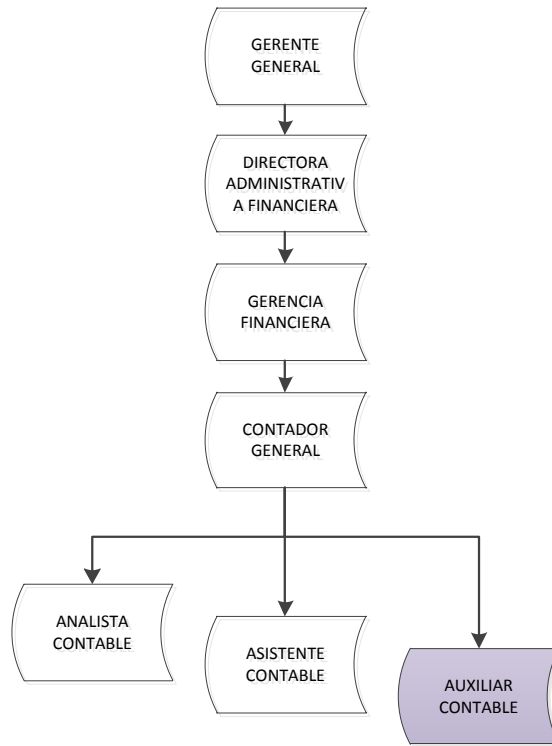 GERENTE
GENERAL
DIRECTORA
ADMINISTRATIV
A FINANCIERA
GERENCIA
FINANCIERA
CONTADOR
GENERAL
ANALISTA
CONTABLE
ASISTENTE
CONTABLE
AUXILIAR
CONTABLE